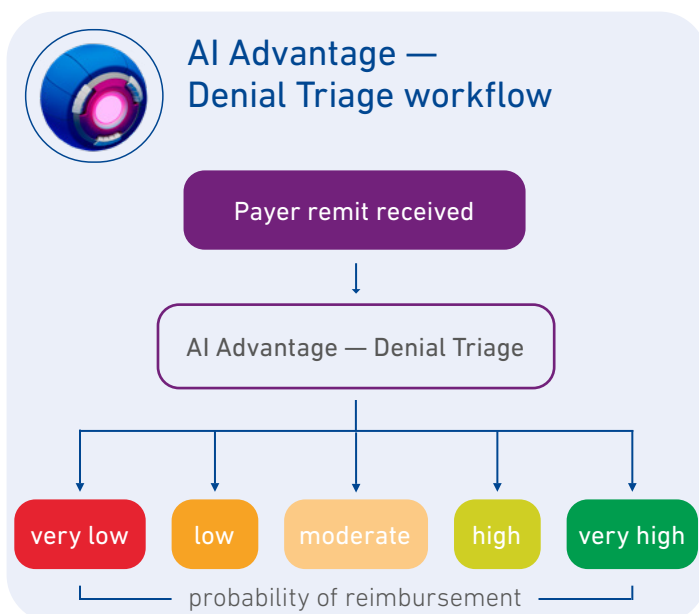 AI Advantage —
Denial Triage workflow
Payer remit received
AI Advantage — Denial Triage
very low
low
moderate
high
very high
probability of reimbursement